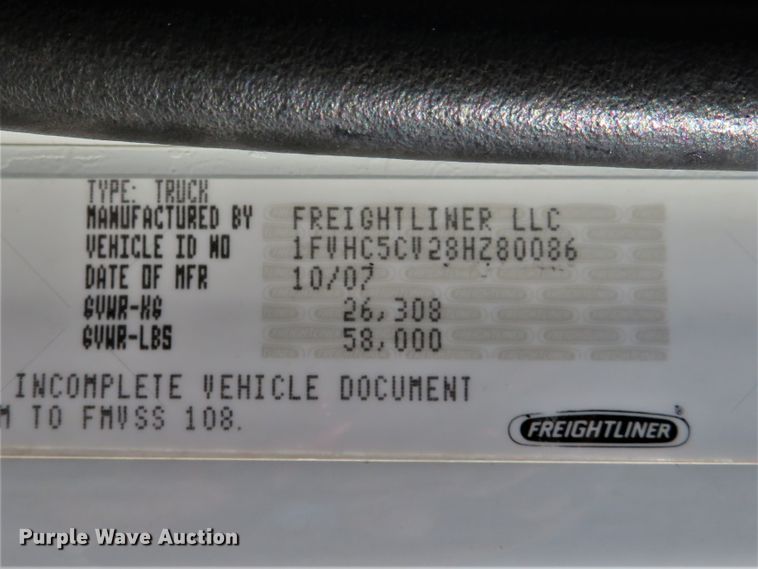 TYPE: TRUCK
MANUFACTURED BY FREIGHTLINER LLC
VEHICLE ID NO 1FVHC5CV28HZ80086
DATE OF MFR 10/07
GVWR-KG 26,308
GVWR-LBS 58,000
INCOMPLETE VEHICLE DOCUMENT
M TO FMVSS 108.
FREIGHTLINER
Purple Wave Auction